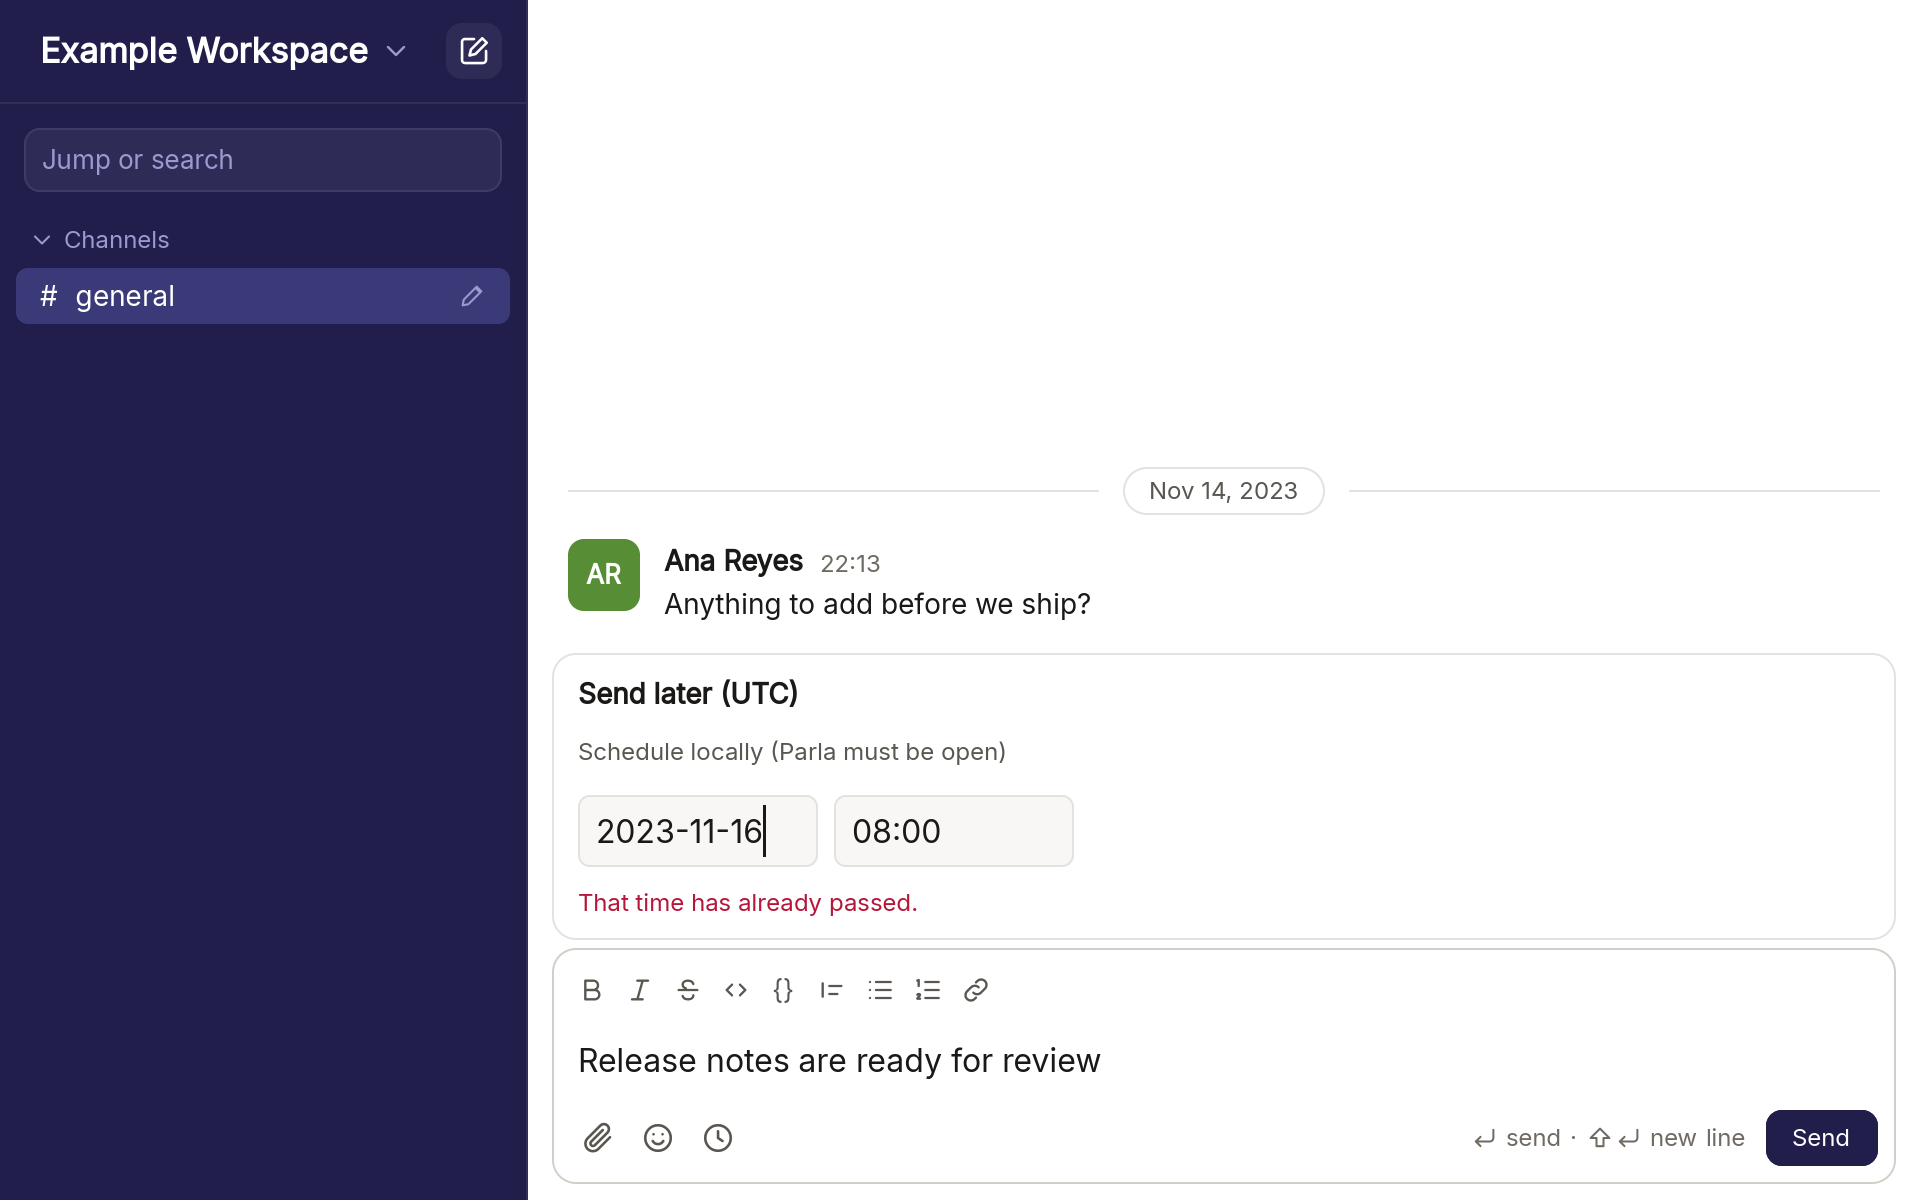 Example Workspace
Jump or search
Channels
# general
Nov 14, 2023
AR
Ana Reyes 22:13
Anything to add before we ship?
Send later (UTC)
Schedule locally (Parla must be open)
2023-11-16 08:00
That time has already passed.
Release notes are ready for review
send · new line
Send